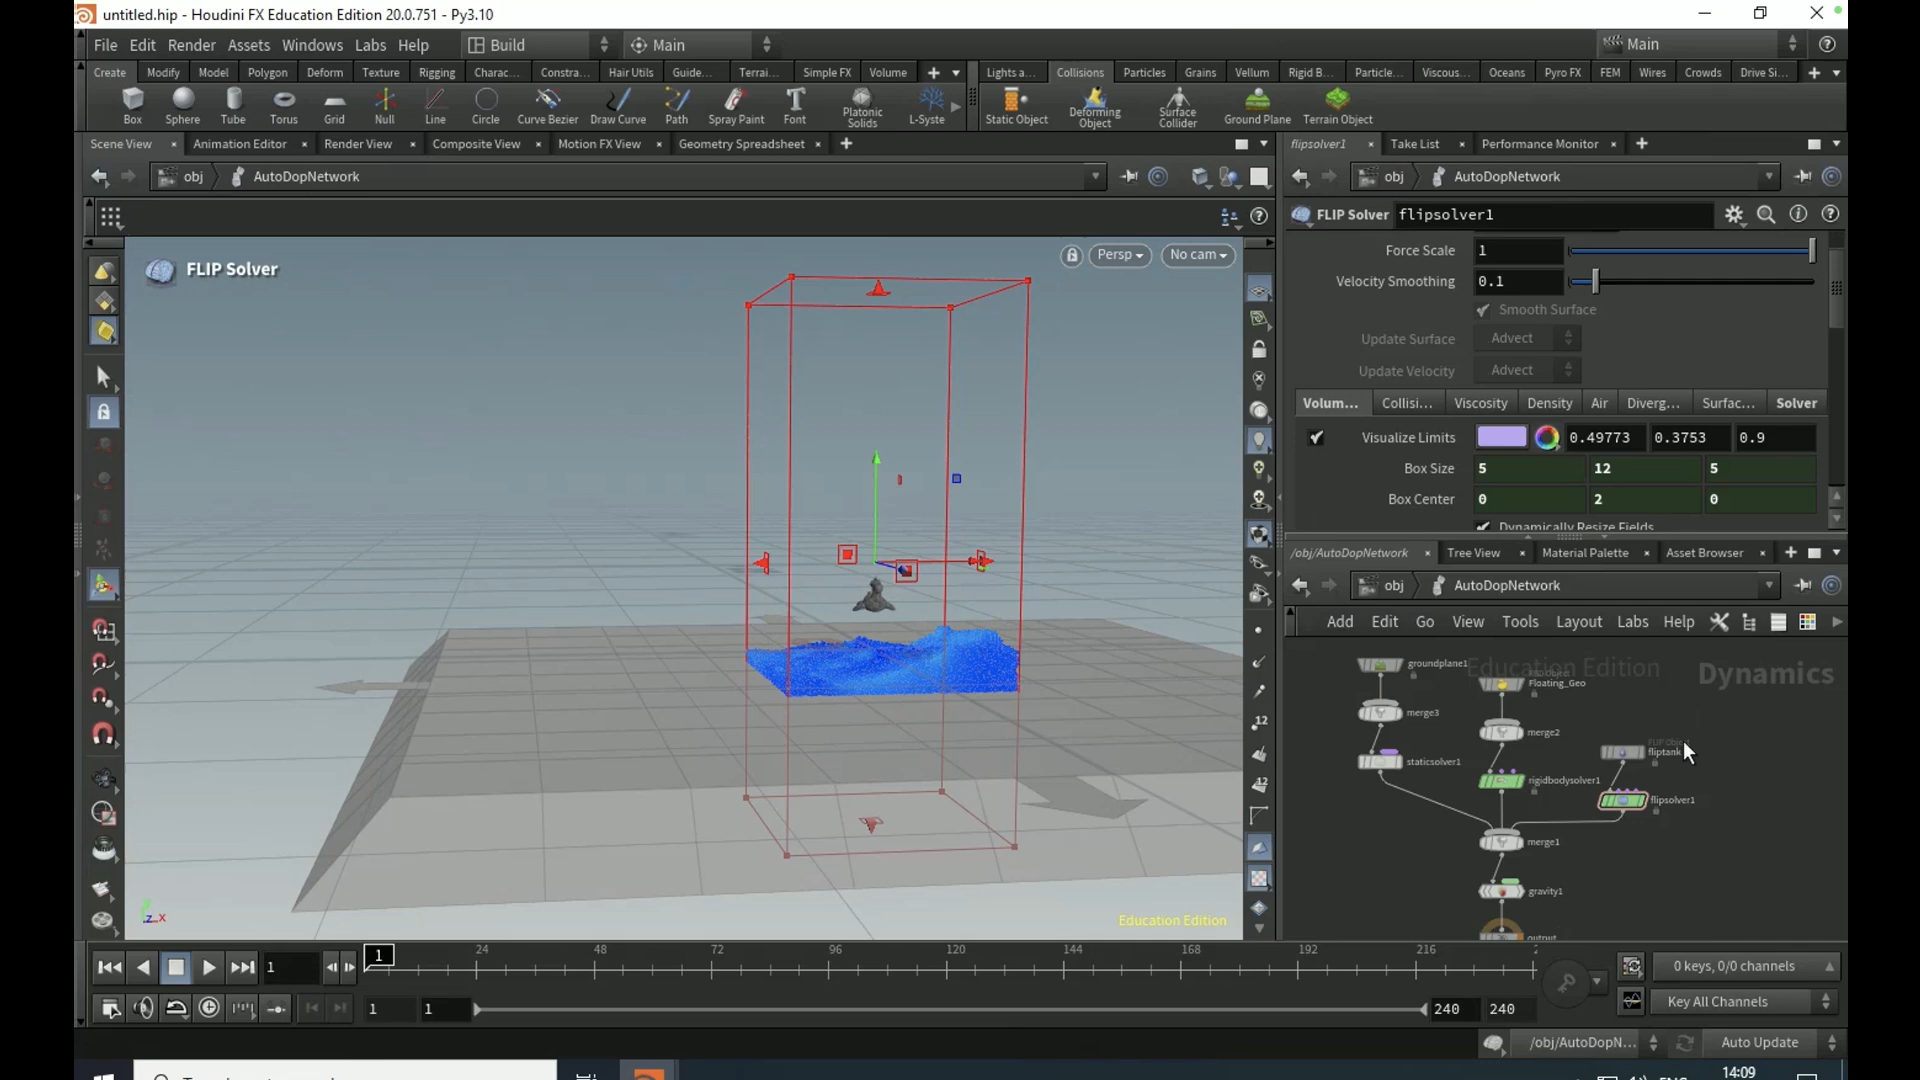 untitled.hip - Houdini FX Education Edition 20.0.751 - Py3.10
File Edit Render Assets Windows Labs Help Build Main Main
Create Modify Model Polygon Deform Texture Rigging Charac... Constra... Hair Utils Guide... Terrai... Simple FX Volume Lights a... Collisions Particles Grains Vellum Rigid B... Particle... Viscous... Oceans Pyro FX FEM Wires Crowds Drive Si...
Box Sphere Tube Torus Grid Null Line Circle Curve Bezier Draw Curve Path Spray Paint Font Platonic Solids L-Syste Static Object Deforming Object Surface Collider Ground Plane Terrain Object
Scene View Animation Editor Render View Composite View Motion FX View Geometry Spreadsheet
obj AutoDopNetwork
FLIP Solver
Persp No cam
Education Edition
flipsolver1 Take List Performance Monitor
obj AutoDopNetwork
FLIP Solver flipsolver1
Force Scale 1
Velocity Smoothing 0.1
Smooth Surface
Update Surface Advect
Update Velocity Advect
Volum... Collisi... Viscosity Density Air Diverg... Surfac... Solver
Visualize Limits 0.49773 0.3753 0.9
Box Size 5 12 5
Box Center 0 2 0
Dynamically Resize Fields
/obj/AutoDopNetwork Tree View Material Palette Asset Browser
obj AutoDopNetwork
Add Edit Go View Tools Layout Labs Help
Education Edition Dynamics
groundplane1
Floating_Geo
merge3
merge2
fliptank
staticsolver1
rigidbodysolver1
flipsolver1
merge1
gravity1
output
1 1 24 48 72 96 120 144 168 192 216
0 keys, 0/0 channels
1 1 240 240 Key All Channels
/obj/AutoDopN... Auto Update
14:09